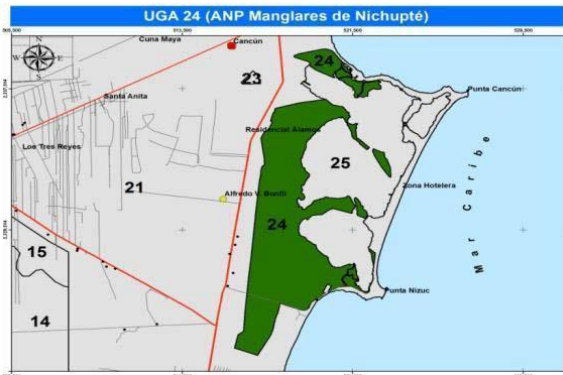 UGA 24 (ANP Manglares de Nichupté)
Cuna Maya
Cancún
N
W
E
S
24
23
Punta Cancún
Santa Anita
Residencial Alamos
Los Tres Reyes
25
21
Zona Hotelera
Alfredo V. Bonfil
24
Mar Caribe
15
Punta Nizuc
14